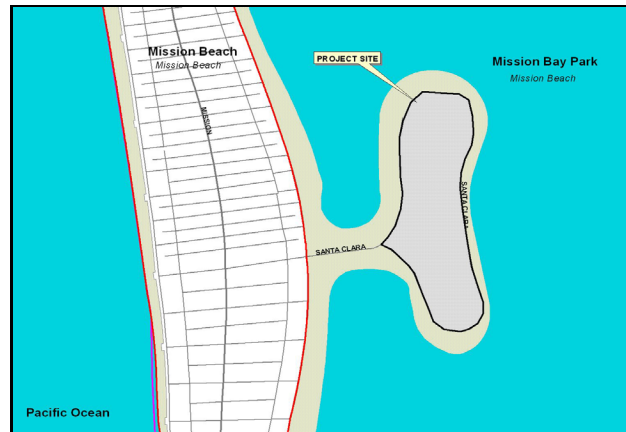 Mission Beach
Mission Beach
PROJECT SITE
Mission Bay Park
Mission Beach
MISSION
SANTA CLARA
SANTA CLARA
Pacific Ocean